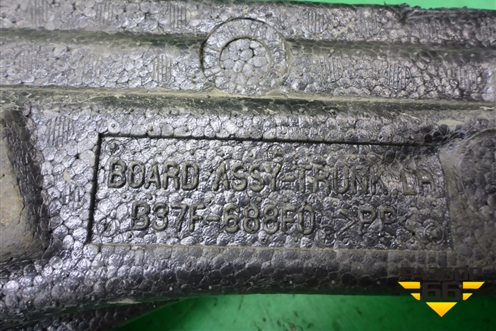 BOARD ASSY-TRUNK LR
B37F-688F0 >PP<
66